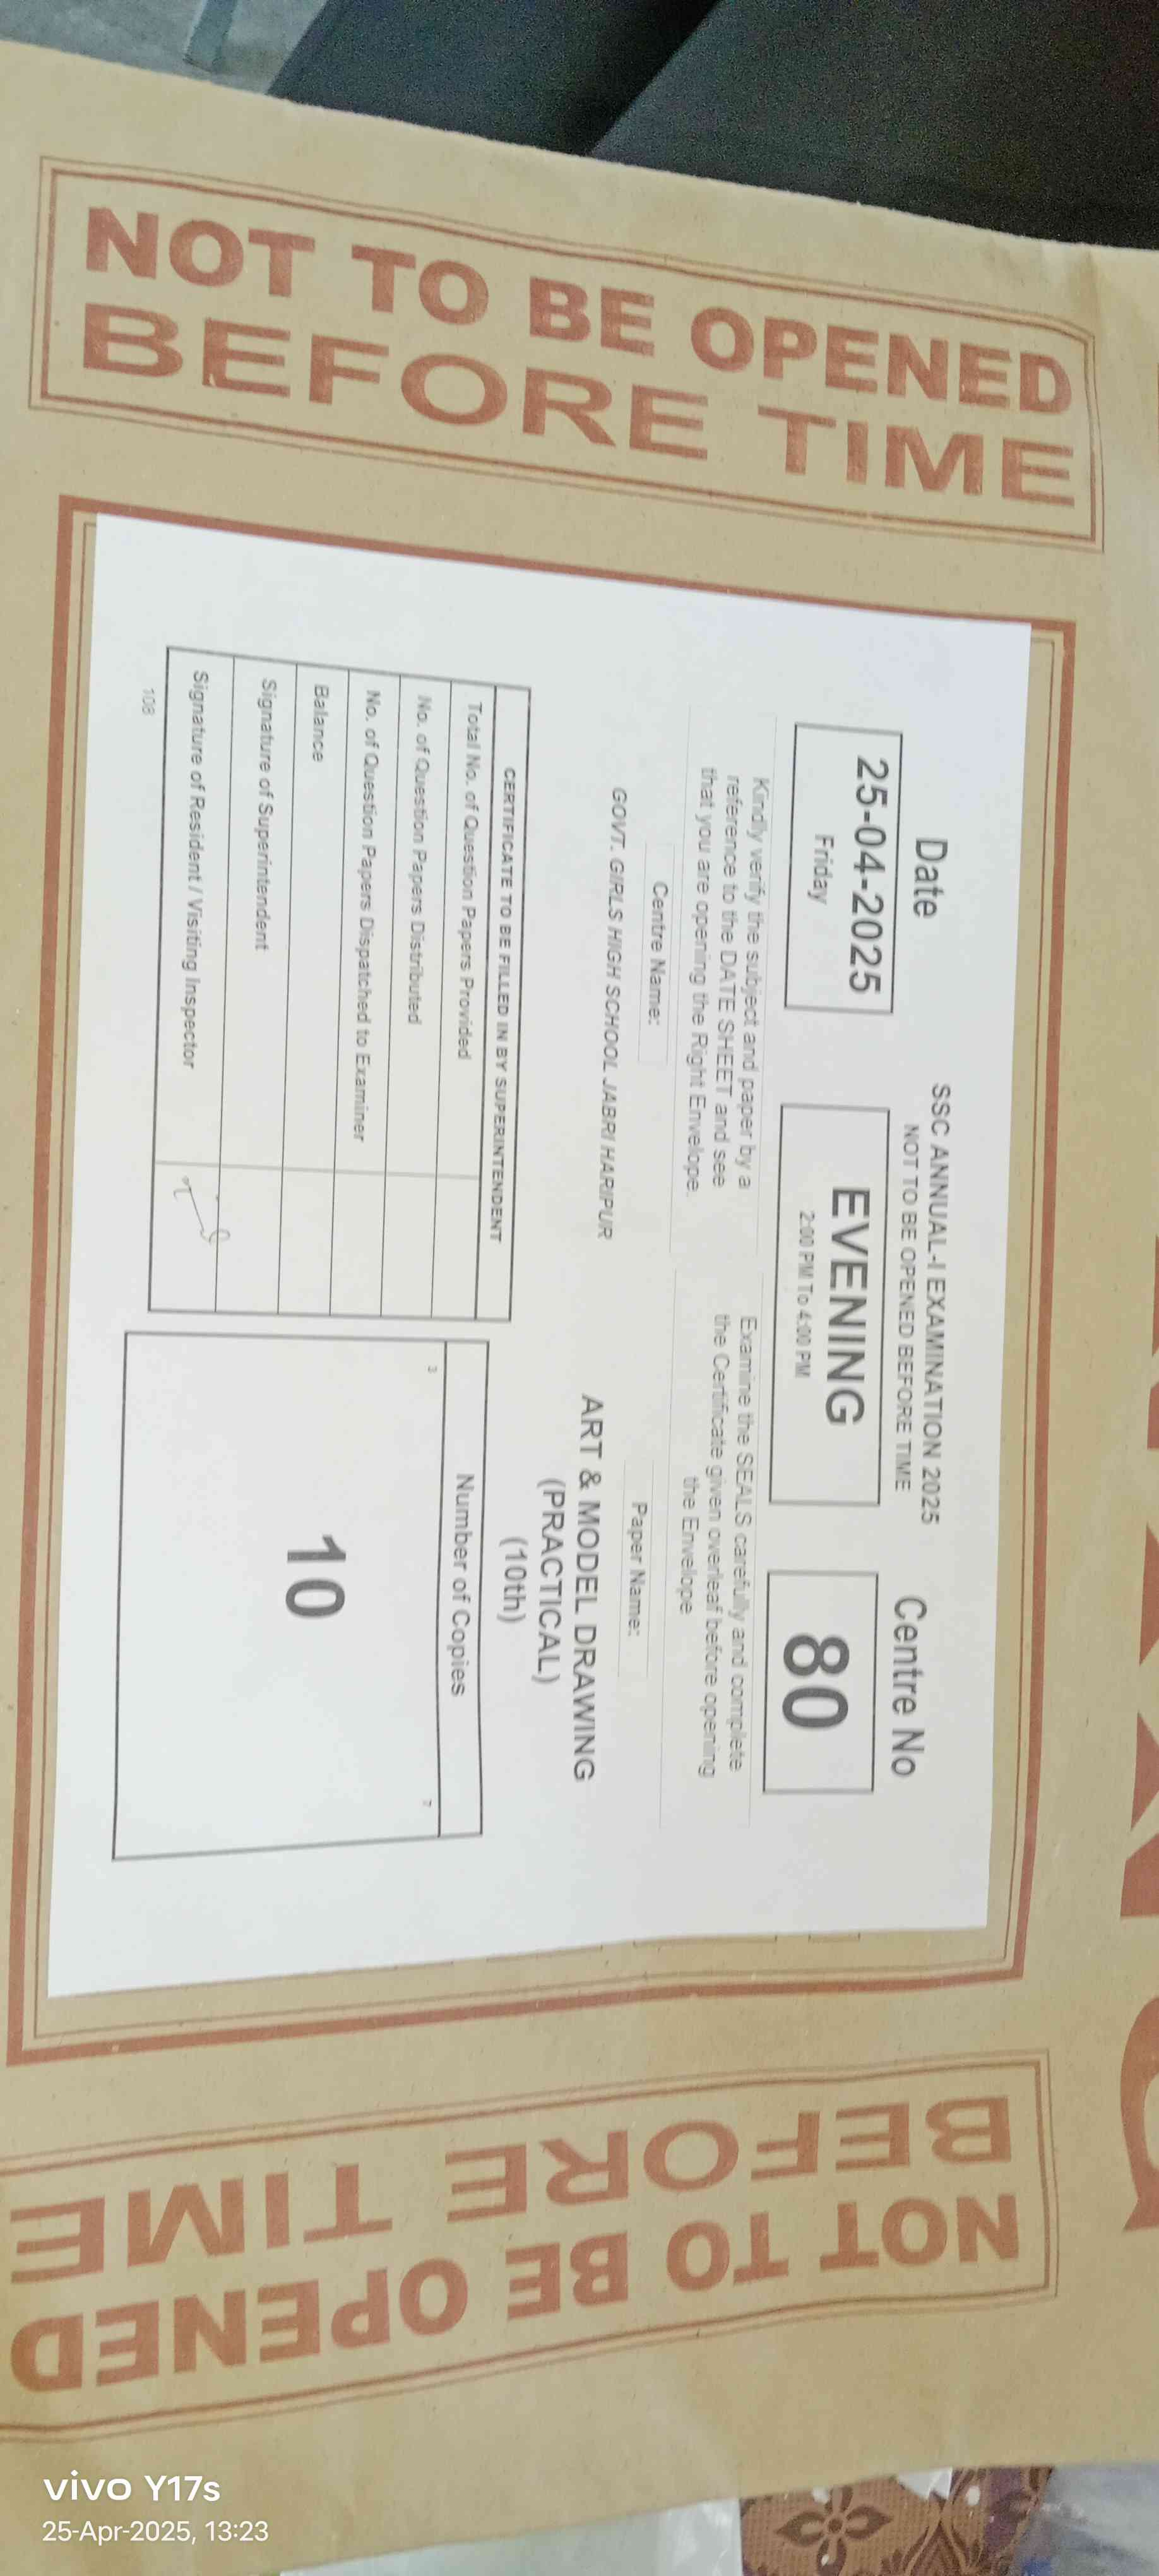 NOT TO BE OPENED
BEFORE TIME
SSC ANNUAL-I EXAMINATION 2025
NOT TO BE OPENED BEFORE TIME
Date
25-04-2025
Friday
EVENING
2:00 PM To 4:00 PM
Centre No
80
Kindly verify the subject and paper by a
reference to the DATE SHEET and see
that you are opening the Right Envelope.
Examine the SEALS carefully and complete
the Certificate given overleaf before opening
the Envelope
Centre Name:
GOVT. GIRLS HIGH SCHOOL JABRI HARIPUR
Paper Name:
ART & MODEL DRAWING
(PRACTICAL)
(10th)
CERTIFICATE TO BE FILLED IN BY SUPERINTENDENT
Total No. of Question Papers Provided
No. of Question Papers Distributed
No. of Question Papers Dispatched to Examiner
Balance
Signature of Superintendent
Signature of Resident / Visiting Inspector
108
Number of Copies
3
7
10
NOT TO BE OPENED
BEFORE TIME
vivo Y17s
25-Apr-2025, 13:23